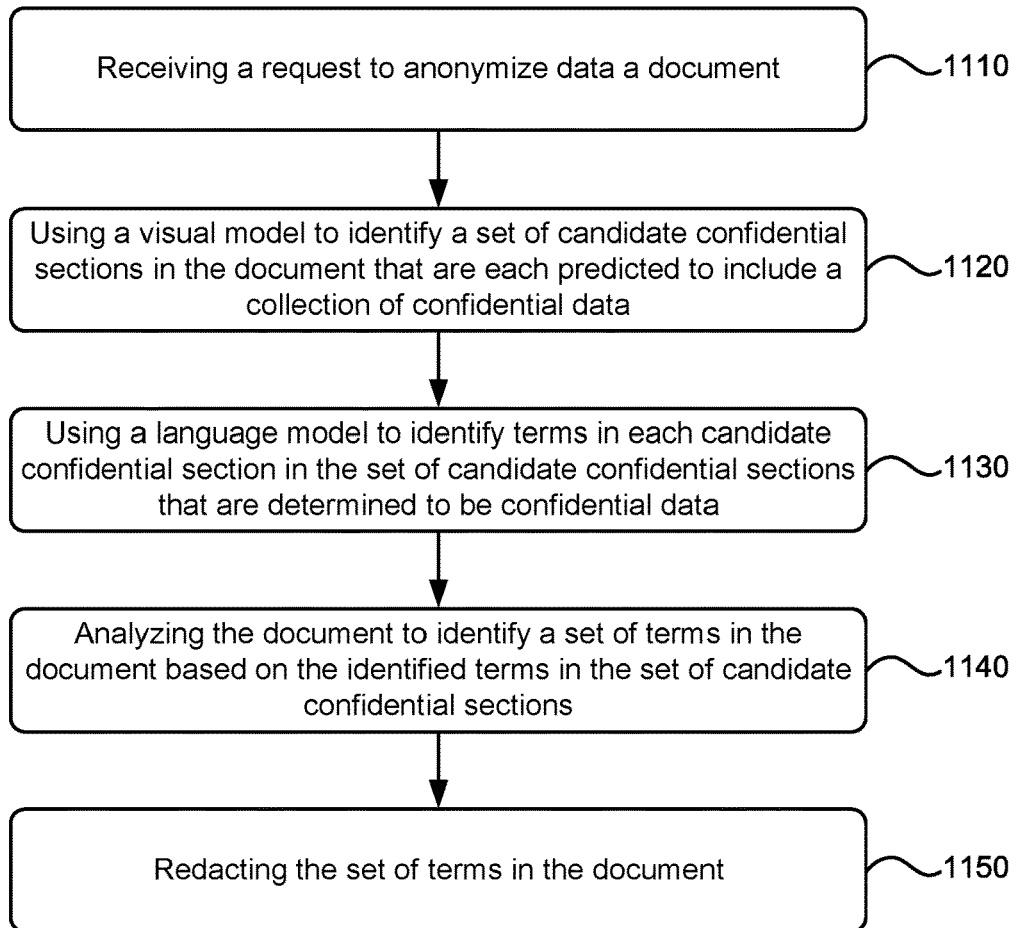 Receiving a request to anonymize data a document
1110
Using a visual model to identify a set of candidate confidential
sections in the document that are each predicted to include a
collection of confidential data
1120
Using a language model to identify terms in each candidate
confidential section in the set of candidate confidential sections
that are determined to be confidential data
1130
Analyzing the document to identify a set of terms in the
document based on the identified terms in the set of candidate
confidential sections
1140
Redacting the set of terms in the document
1150